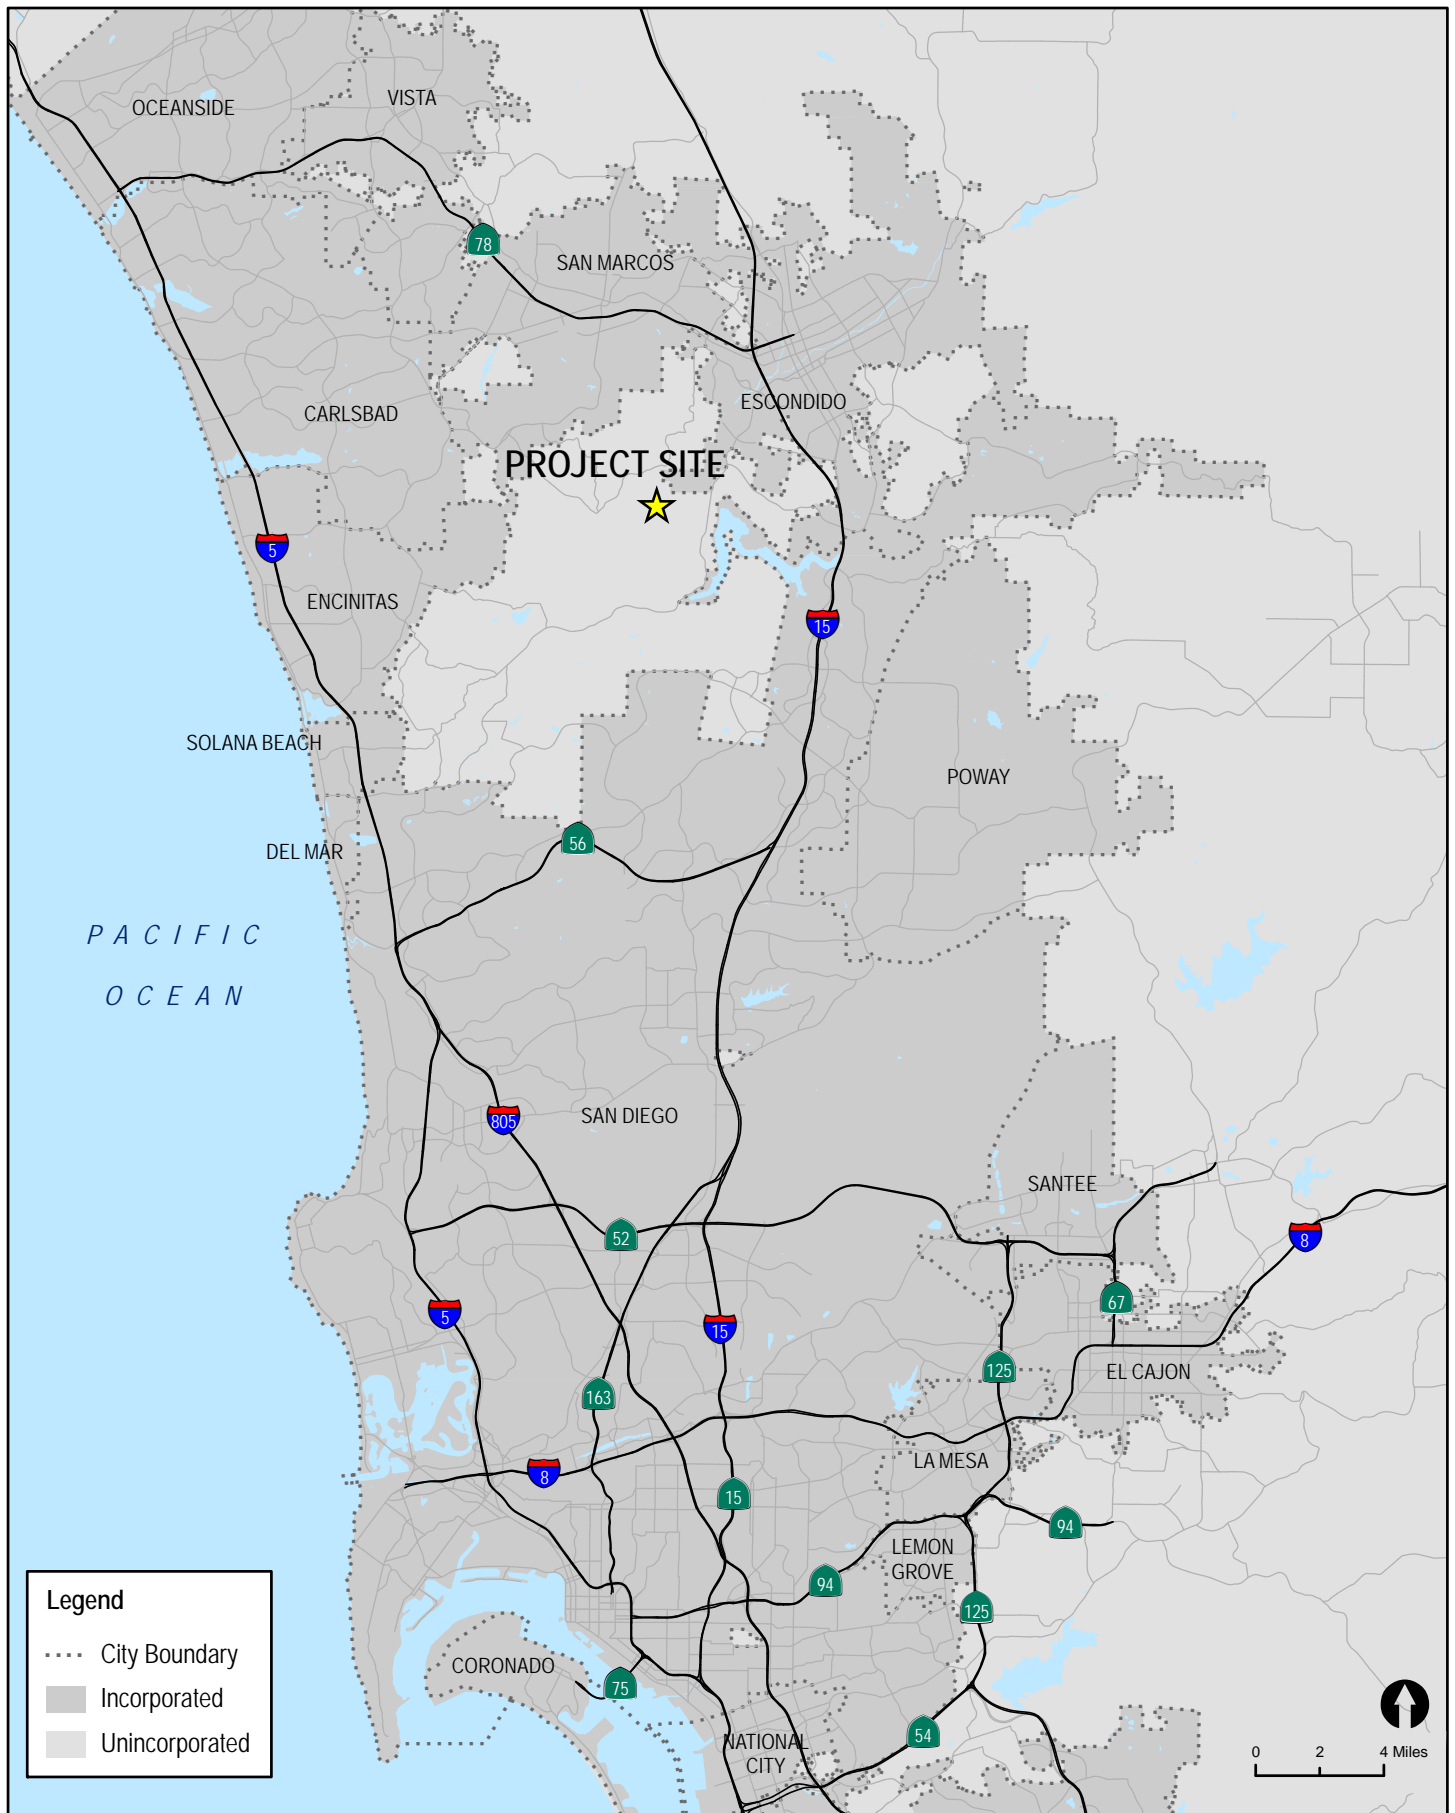 OCEANSIDE
VISTA
78
SAN MARCOS
CARLSBAD
ESCONDIDO
PROJECT SITE
5
ENCINITAS
15
SOLANA BEACH
POWAY
56
DEL MAR
PACIFIC
OCEAN
805
SAN DIEGO
SANTEE
52
8
67
5
15
125
EL CAJON
163
LA MESA
8
15
94
LEMON
GROVE
94
125
CORONADO
75
54
NATIONAL
CITY
Legend
City Boundary
Incorporated
Unincorporated
0 2 4 Miles